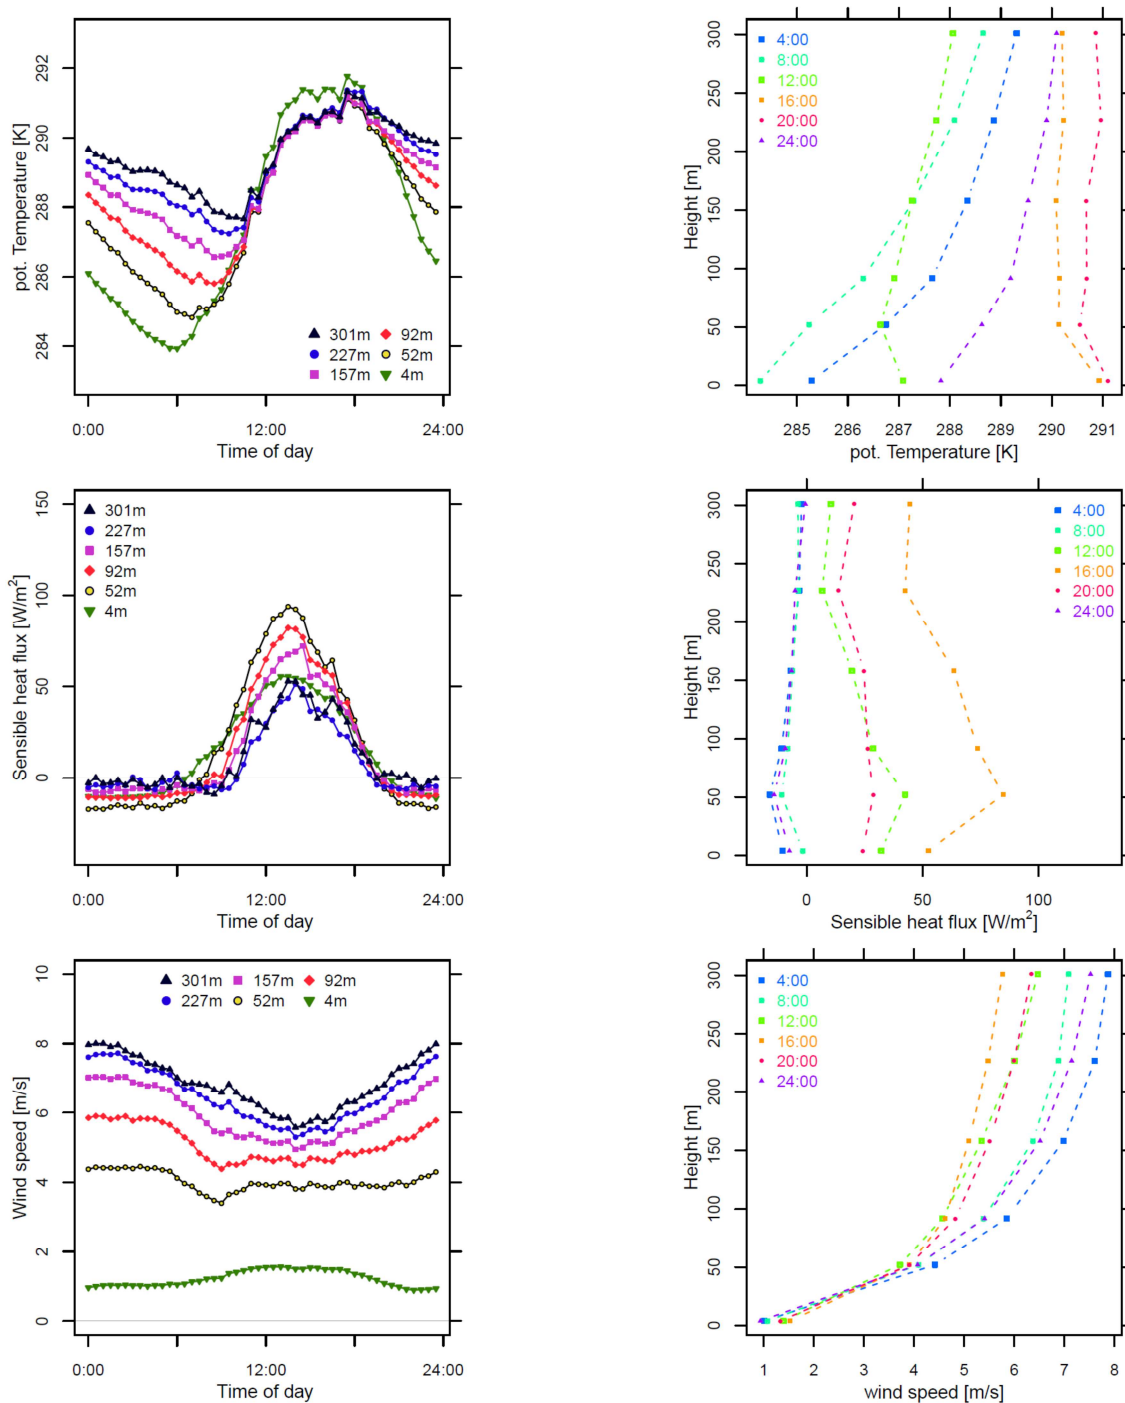 292
290
288
286
284
pot. Temperature [K]
301m 92m
227m 52m
157m 4m
0:00 12:00 24:00
Time of day
300
250
200
150
100
50
0
Height [m]
4:00
8:00
12:00
16:00
20:00
24:00
285 286 287 288 289 290 291
pot. Temperature [K]
150
100
50
0
Sensible heat flux [W/m²]
301m
227m
157m
92m
52m
4m
0:00 12:00 24:00
Time of day
300
250
200
150
100
50
0
Height [m]
4:00
8:00
12:00
16:00
20:00
24:00
0 50 100
Sensible heat flux [W/m²]
10
8
6
4
2
0
Wind speed [m/s]
301m 157m 92m
227m 52m 4m
0:00 12:00 24:00
Time of day
300
250
200
150
100
50
0
Height [m]
4:00
8:00
12:00
16:00
20:00
24:00
1 2 3 4 5 6 7 8
wind speed [m/s]